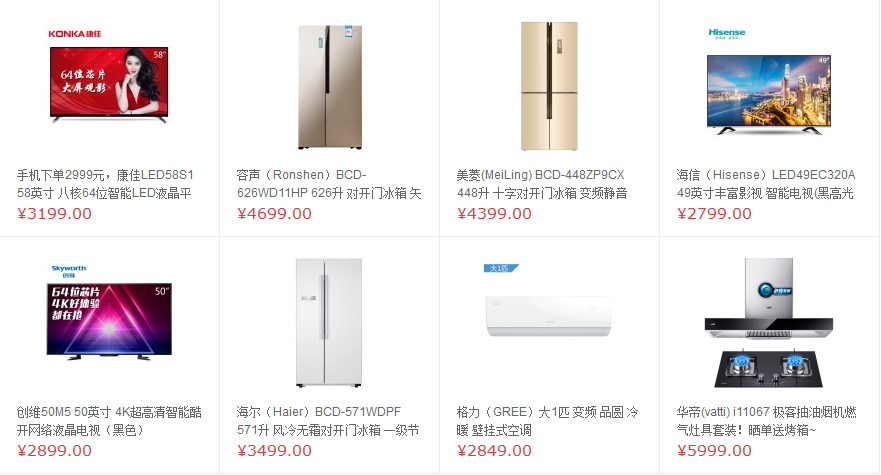 KONKA康佳
58"
64位芯片
大屏观影
Hisense
49"
手机下单2999元，康佳LED58S1
58英寸 八核64位智能LED液晶平
¥3199.00
容声（Ronshen）BCD-
626WD11HP 626升 对开门冰箱 矢
¥4699.00
美菱(MeiLing) BCD-448ZP9CX
448升 十字对开门冰箱 变频静音
¥4399.00
海信（Hisense）LED49EC320A
49英寸丰富影视 智能电视(黑高光
¥2799.00
Skyworth
创维
50"
64位芯片
4K好体验
都在抢
大1匹
创维50M5 50英寸 4K超高清智能酷
开网络液晶电视（黑色）
¥2899.00
海尔（Haier）BCD-571WDPF
571升 风冷无霜对开门冰箱 一级节
¥3499.00
格力（GREE）大1匹 变频 品圆 冷
暖 壁挂式空调
¥2849.00
华帝(vatti) i11067 极客抽油烟机燃
气灶具套装！晒单送烤箱~
¥5999.00